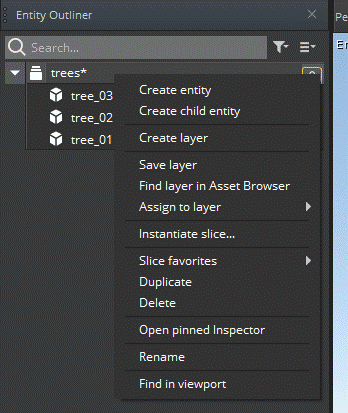 Entity Outliner
Pe
Search...
En
trees*
tree_03
tree_02
tree_01
Create entity
Create child entity
Create layer
Save layer
Find layer in Asset Browser
Assign to layer
Instantiate slice...
Slice favorites
Duplicate
Delete
Open pinned Inspector
Rename
Find in viewport